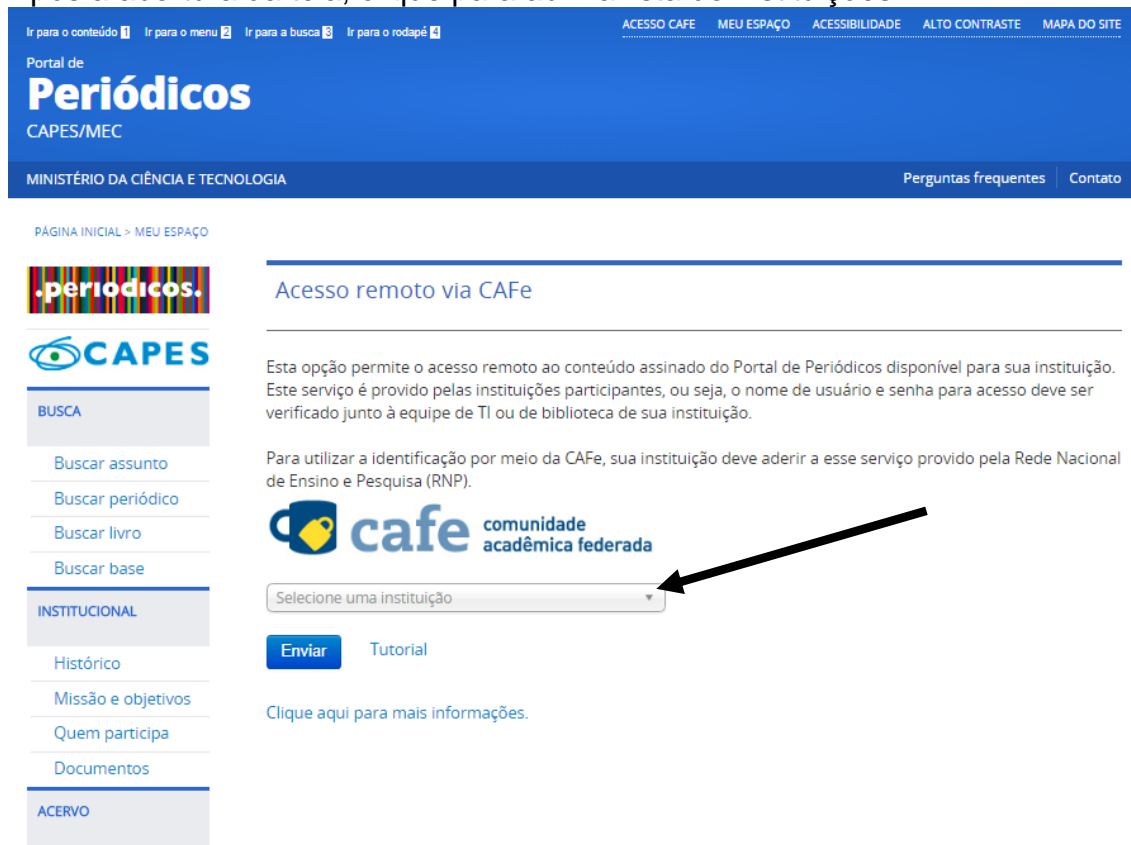 Ir para o conteúdo 1 Ir para o menu 2 Ir para a busca 3 Ir para o rodapé 4
ACESSO CAFE MEU ESPAÇO ACESSIBILIDADE ALTO CONTRASTE MAPA DO SITE
Portal de
Periódicos
CAPES/MEC
MINISTÉRIO DA CIÊNCIA E TECNOLOGIA
Perguntas frequentes Contato
PÁGINA INICIAL > MEU ESPAÇO
.periodicos.
CAPES
BUSCA
Buscar assunto
Buscar periódico
Buscar livro
Buscar base
INSTITUCIONAL
Histórico
Missão e objetivos
Quem participa
Documentos
ACERVO
Acesso remoto via CAFe
Esta opção permite o acesso remoto ao conteúdo assinado do Portal de Periódicos disponível para sua instituição.
Este serviço é provido pelas instituições participantes, ou seja, o nome de usuário e senha para acesso deve ser
verificado junto à equipe de TI ou de biblioteca de sua instituição.
Para utilizar a identificação por meio da CAFe, sua instituição deve aderir a esse serviço provido pela Rede Nacional
de Ensino e Pesquisa (RNP).
cafe comunidade
acadêmica federada
Selecione uma instituição
Enviar Tutorial
Clique aqui para mais informações.